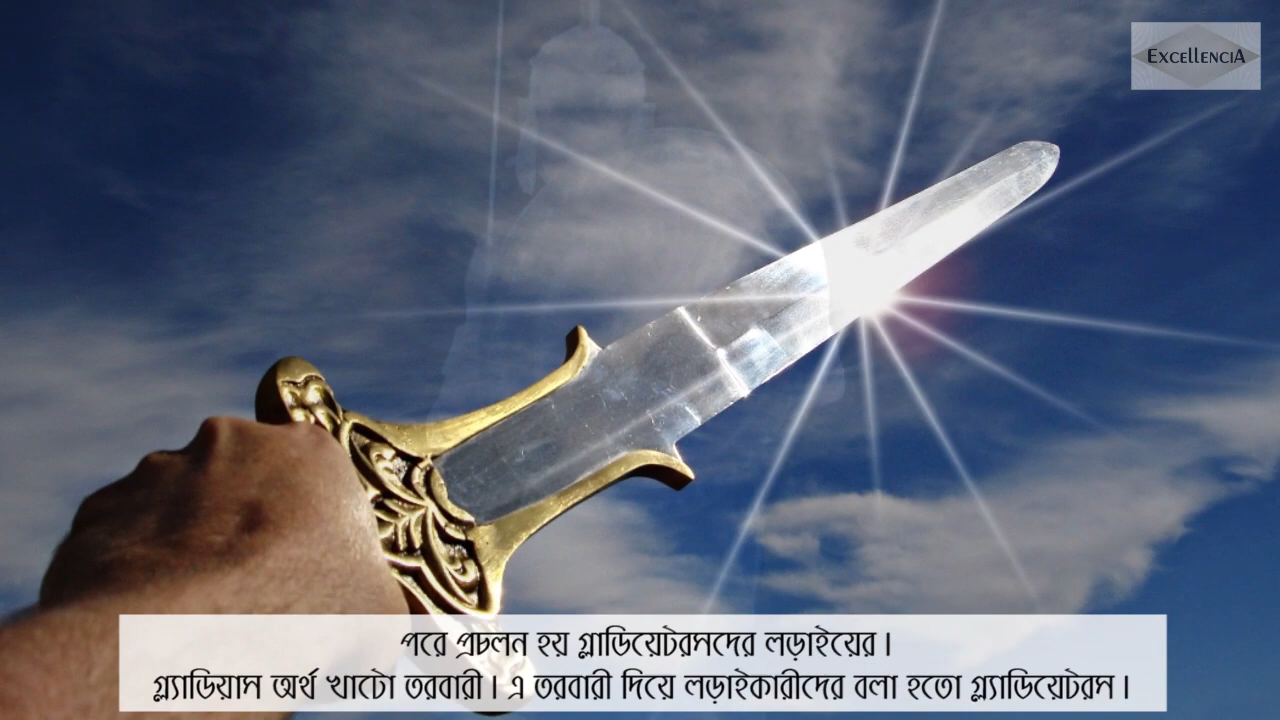 EXCELLENCIA
পরে প্রচলন হয় গ্লাডিয়েটরসদের লড়াইয়ের।
গ্ল্যাডিয়াস অর্থ খাটো তরবারী। এ তরবারী দিয়ে লড়াইকারীদের বলা হতো গ্ল্যাডিয়েটরস।